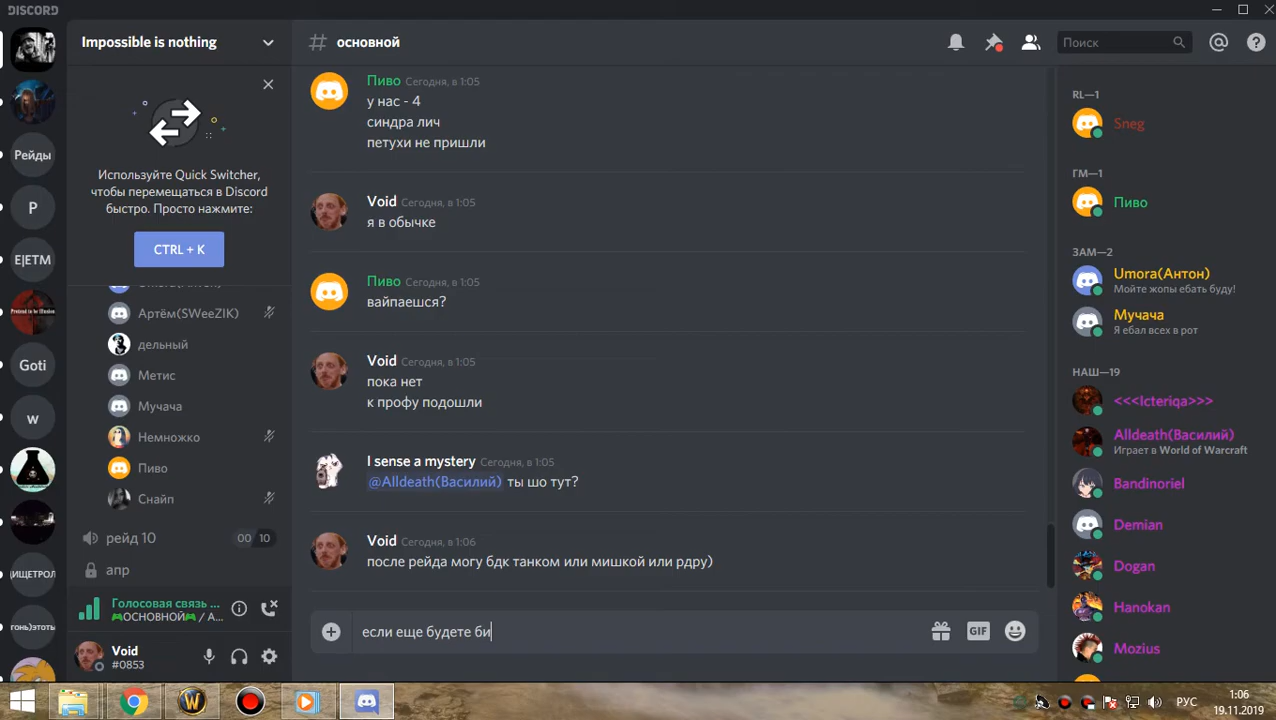 DISCORD
Impossible is nothing
# основной
Поиск
Используйте Quick Switcher,
чтобы перемещаться в Discord
быстро. Просто нажмите:
CTRL + K
Рейды
P
E|ETM
Goti
w
ИЩЕТРОЛ
гонь)этоты
Артём(SWeeZIK)
дельный
Метис
Мучача
Немножко
Пиво
Снайп
рейд 10
00 / 10
апр
Голосовая связь ...
ОСНОВНОЙ / А...
Void
#0853
Пиво Сегодня, в 1:05
у нас - 4
синдра лич
петухи не пришли
Void Сегодня, в 1:05
я в обычке
Пиво Сегодня, в 1:05
вайпаешся?
Void Сегодня, в 1:05
пока нет
к профу подошли
I sense a mystery Сегодня, в 1:05
@Alldeath(Василий) ты шо тут?
Void Сегодня, в 1:06
после рейда могу бдк танком или мишкой или рдру)
если еще будете би
GIF
RL—1
Sneg
ГМ—1
Пиво
ЗАМ—2
Umora(Антон)
Мойте жопы ебать буду!
Мучача
Я ебал всех в рот
НАШ—19
<<<Icteriqa>>>
Alldeath(Василий)
Играет в World of Warcraft
Bandinoriel
Demian
Dogan
Hanokan
Mozius
РУС
1:06
19.11.2019